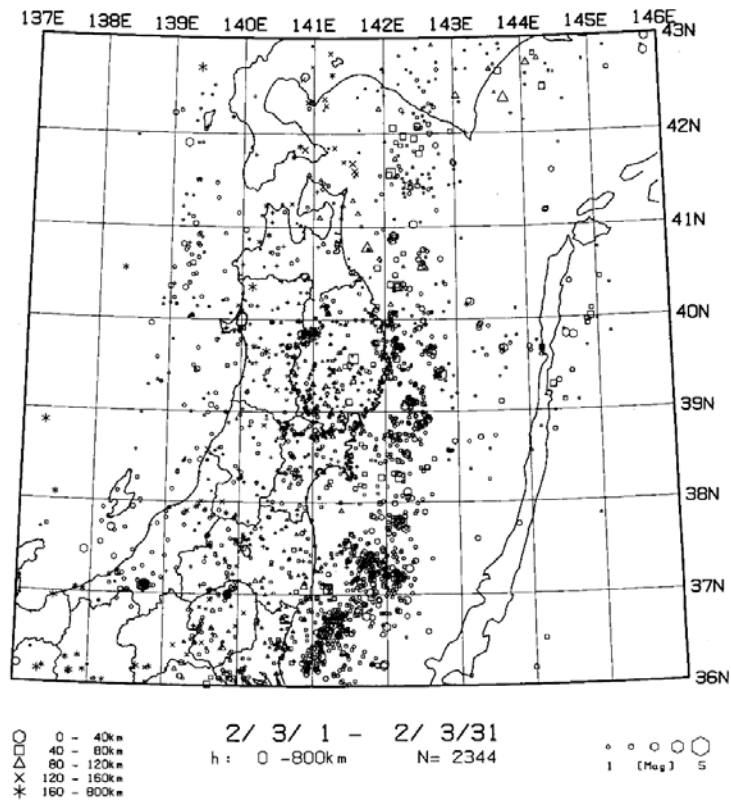 137E 138E 139E 140E 141E 142E 143E 144E 145E 146E
43N
42N
41N
40N
39N
38N
37N
36N
2/ 3/ 1 - 2/ 3/31
h: 0 -800km N= 2344
0 - 40km
40 - 80km
80 - 120km
120 - 160km
160 - 800km
1 [Mag] 5